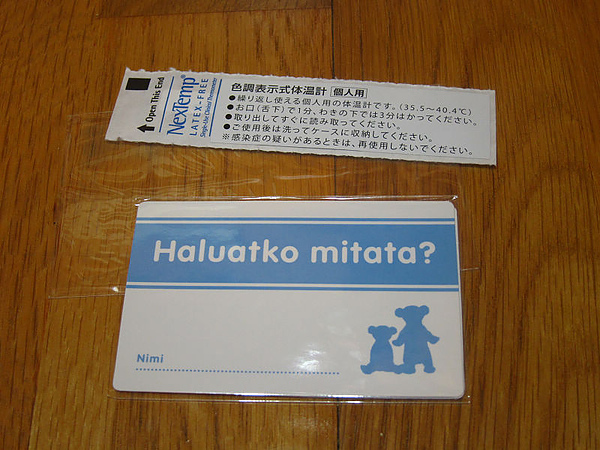 Open This End
NexTemp®
LATEX-FREE
Single-Use Clinical Thermometer
色調表示式体温計 個人用
●繰り返し使える個人用の体温計です。(35.5～40.4℃)
●お口(舌下)で1分、わきの下では3分はかってください。
●取り出してすぐに読み取ってください。
●ご使用後は洗ってケースに収納してください。
※感染症の疑いがあるときは、再使用しないでください。
Haluatko mitata?
Nimi